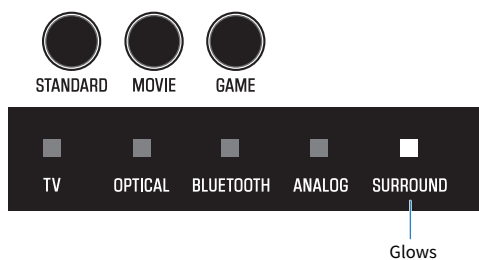 STANDARD MOVIE GAME
TV OPTICAL BLUETOOTH ANALOG SURROUND
Glows